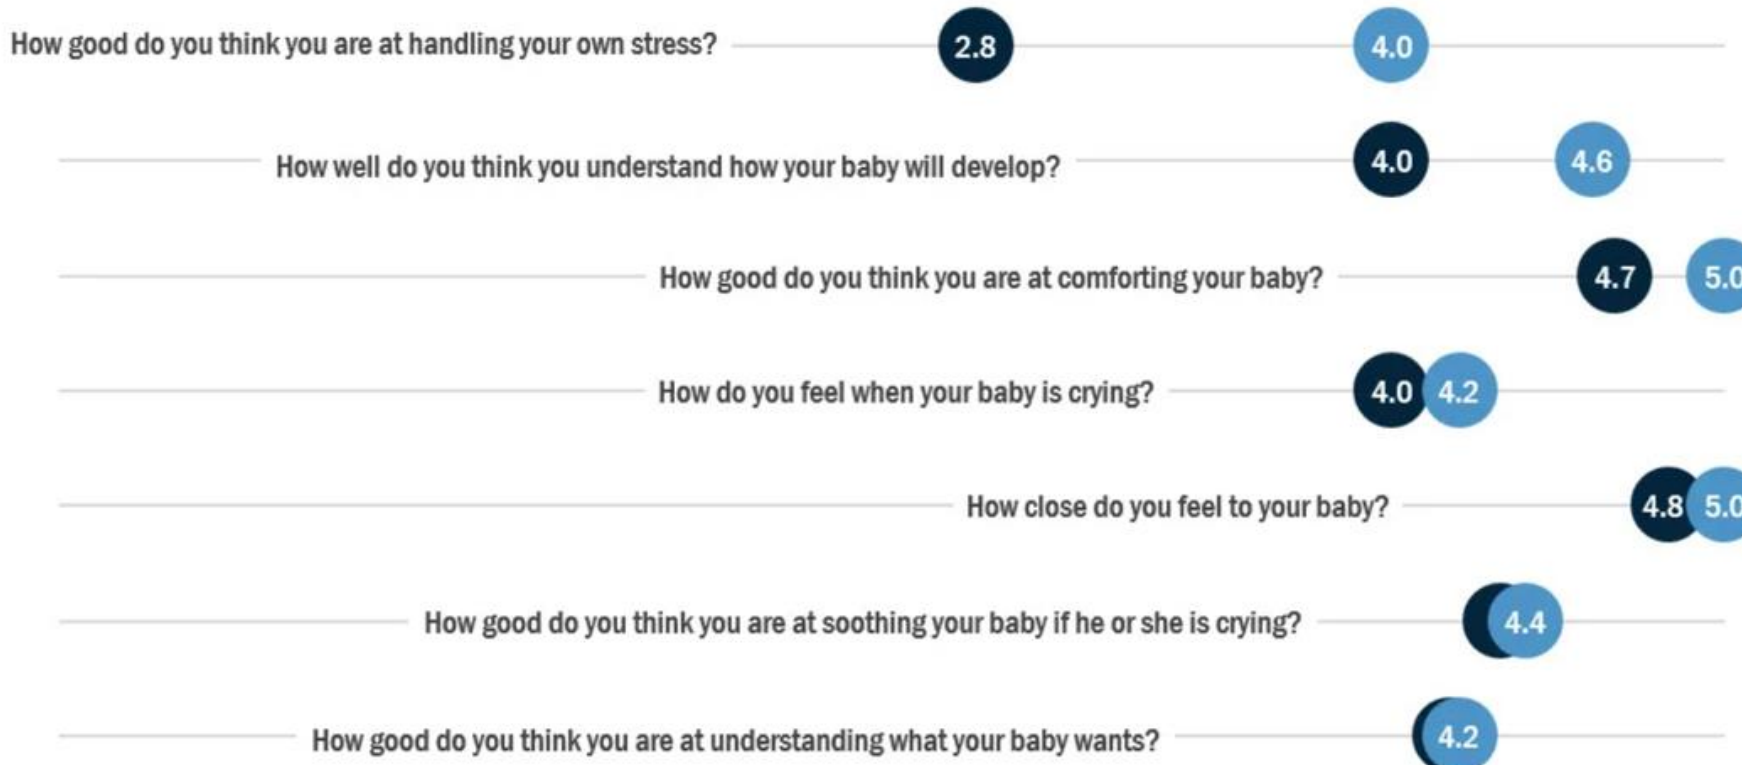 How good do you think you are at handling your own stress? 2.8 4.0
How well do you think you understand how your baby will develop? 4.0 4.6
How good do you think you are at comforting your baby? 4.7 5.0
How do you feel when your baby is crying? 4.0 4.2
How close do you feel to your baby? 4.8 5.0
How good do you think you are at soothing your baby if he or she is crying? 4.4
How good do you think you are at understanding what your baby wants? 4.2